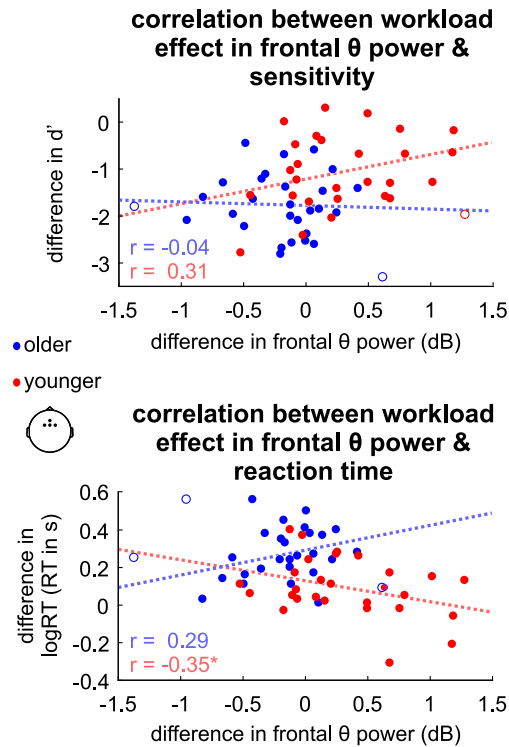 correlation between workload
effect in frontal θ power &
sensitivity
0
-1
-2
-3
difference in d'
r = -0.04
r = 0.31
-1.5 -1 -0.5 0 0.5 1 1.5
difference in frontal θ power (dB)
older
younger
correlation between workload
effect in frontal θ power &
reaction time
0.6
0.4
0.2
0
-0.2
-0.4
difference in
logRT (RT in s)
r = 0.29
r = -0.35*
-1.5 -1 -0.5 0 0.5 1 1.5
difference in frontal θ power (dB)